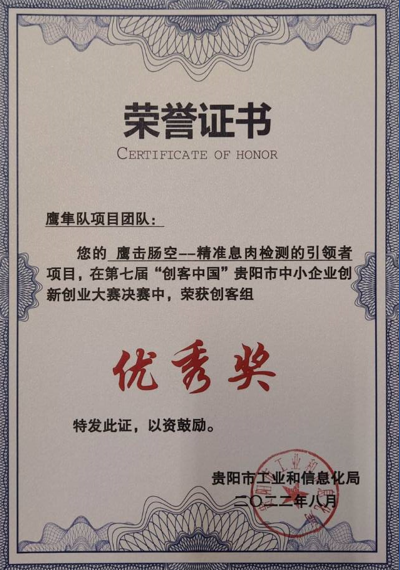 荣誉证书
CERTIFICATE OF HONOR
鹰隼队项目团队：
您的 鹰击肠空--精准息肉检测的引领者
项目，在第七届“创客中国”贵阳市中小企业创
新创业大赛决赛中，荣获创客组
优秀奖
特发此证，以资鼓励。
贵阳市工业和信息化局
二〇二二年八月